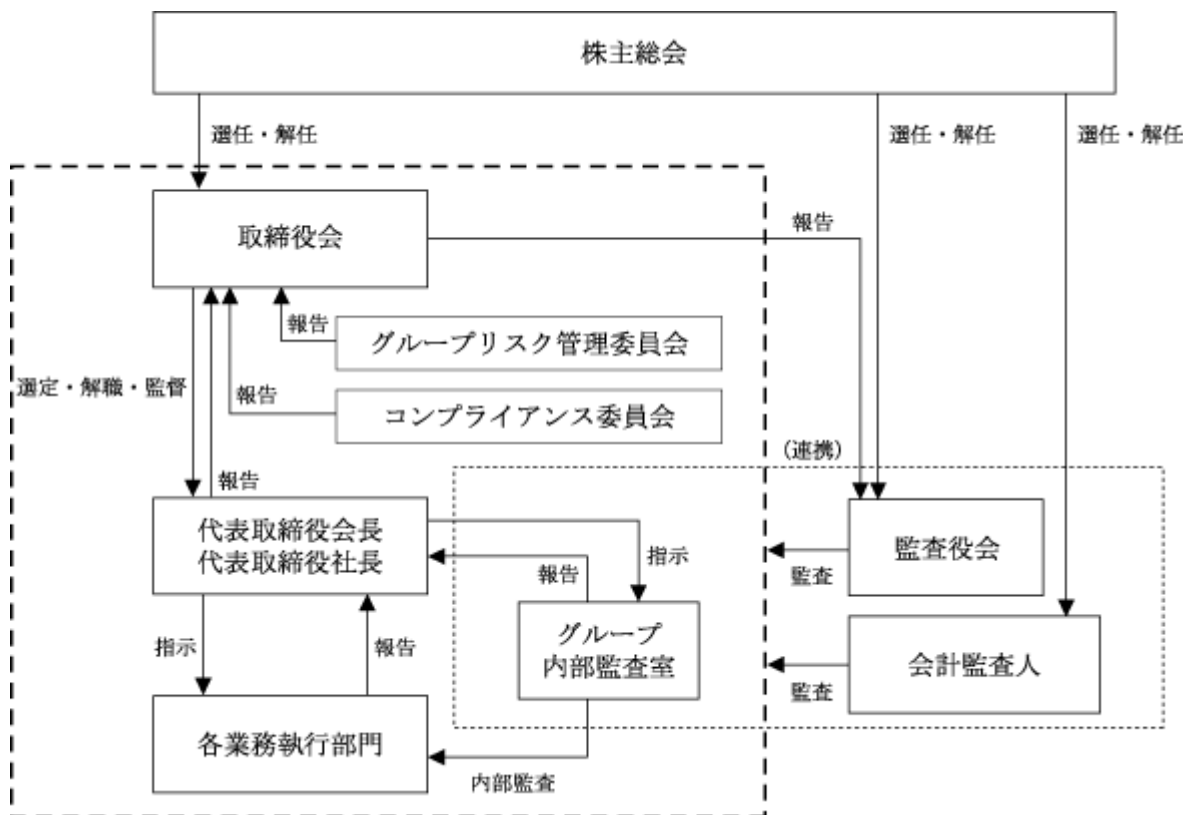 株主総会
選任・解任
選任・解任
選任・解任
取締役会
報告
報告
グループリスク管理委員会
選定・解職・監督
報告
コンプライアンス委員会
(連携)
報告
代表取締役会長
代表取締役社長
指示
報告
監査役会
監査
グループ
内部監査室
指示
報告
会計監査人
監査
各業務執行部門
内部監査